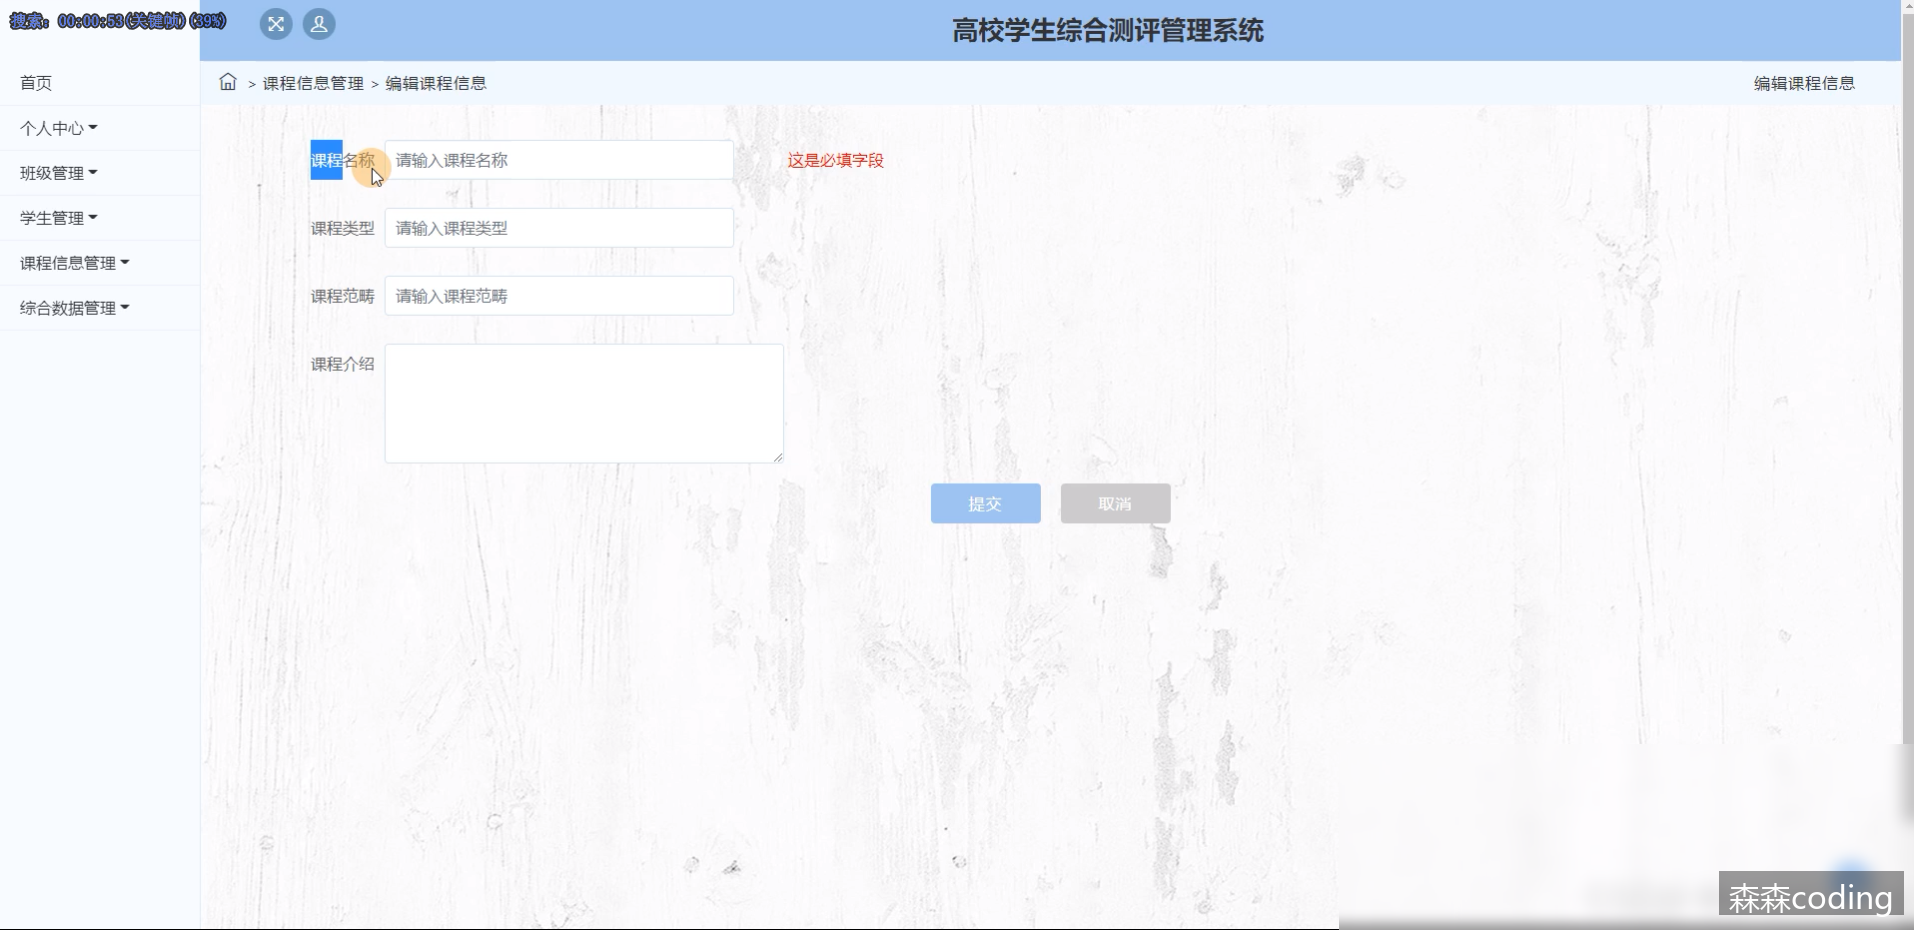 搜索: 00:00:53(关键帧)(39%)
高校学生综合测评管理系统
首页
> 课程信息管理 > 编辑课程信息
编辑课程信息
个人中心
班级管理
学生管理
课程信息管理
综合数据管理
课程名称 请输入课程名称 这是必填字段
课程类型 请输入课程类型
课程范畴 请输入课程范畴
课程介绍
提交 取消
森森coding